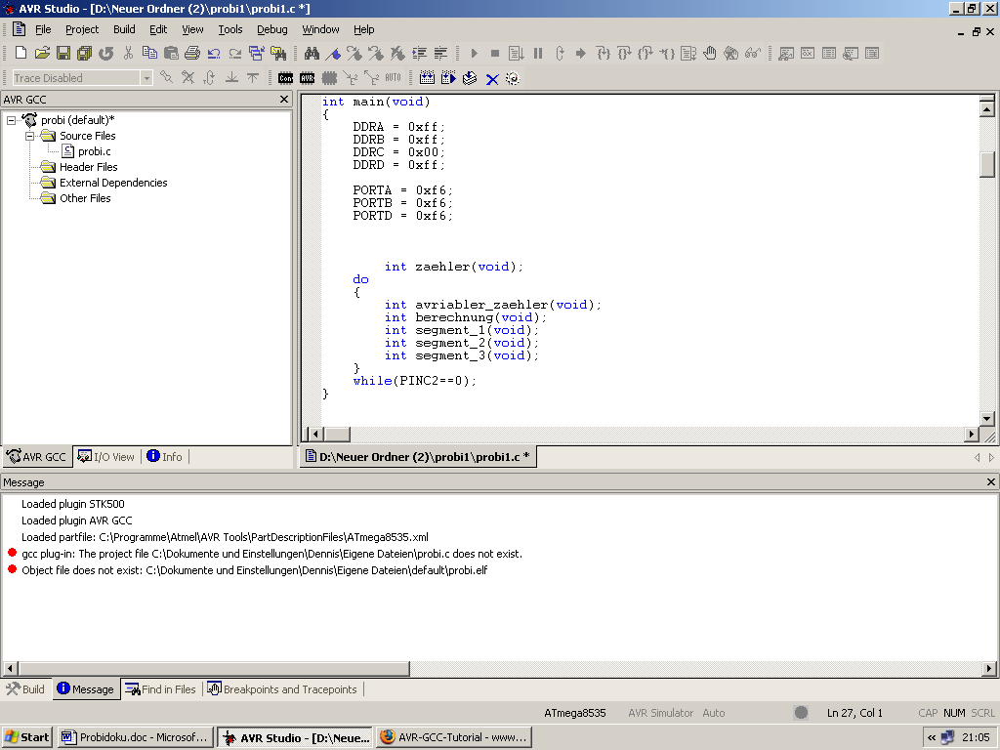 AVR Studio - [D:\Neuer Ordner (2)\probi1\probi1.c *]
File Project Build Edit View Tools Debug Window Help
Trace Disabled
Con AVR AUTO
AVR GCC
probi (default)*
Source Files
probi.c
Header Files
External Dependencies
Other Files
int main(void)
{
DDRA = 0xff;
DDRB = 0xff;
DDRC = 0x00;
DDRD = 0xff;
PORTA = 0xf6;
PORTB = 0xf6;
PORTD = 0xf6;
int zaehler(void);
do
{
int avriabler_zaehler(void);
int berechnung(void);
int segment_1(void);
int segment_2(void);
int segment_3(void);
}
while(PINC2==0);
}
AVR GCC I/O View Info
D:\Neuer Ordner (2)\probi1\probi1.c *
Message
Loaded plugin STK500
Loaded plugin AVR GCC
Loaded partfile: C:\Programme\Atmel\AVR Tools\PartDescriptionFiles\ATmega8535.xml
gcc plug-in: The project file C:\Dokumente und Einstellungen\Dennis\Eigene Dateien\probi.c does not exist.
Object file does not exist: C:\Dokumente und Einstellungen\Dennis\Eigene Dateien\default\probi.elf
Build Message Find in Files Breakpoints and Tracepoints
ATmega8535 AVR Simulator Auto Ln 27, Col 1 CAP NUM SCRL
Start Probidoku.doc - Microsof... AVR Studio - [D:\Neue... AVR-GCC-Tutorial - www... « 21:05